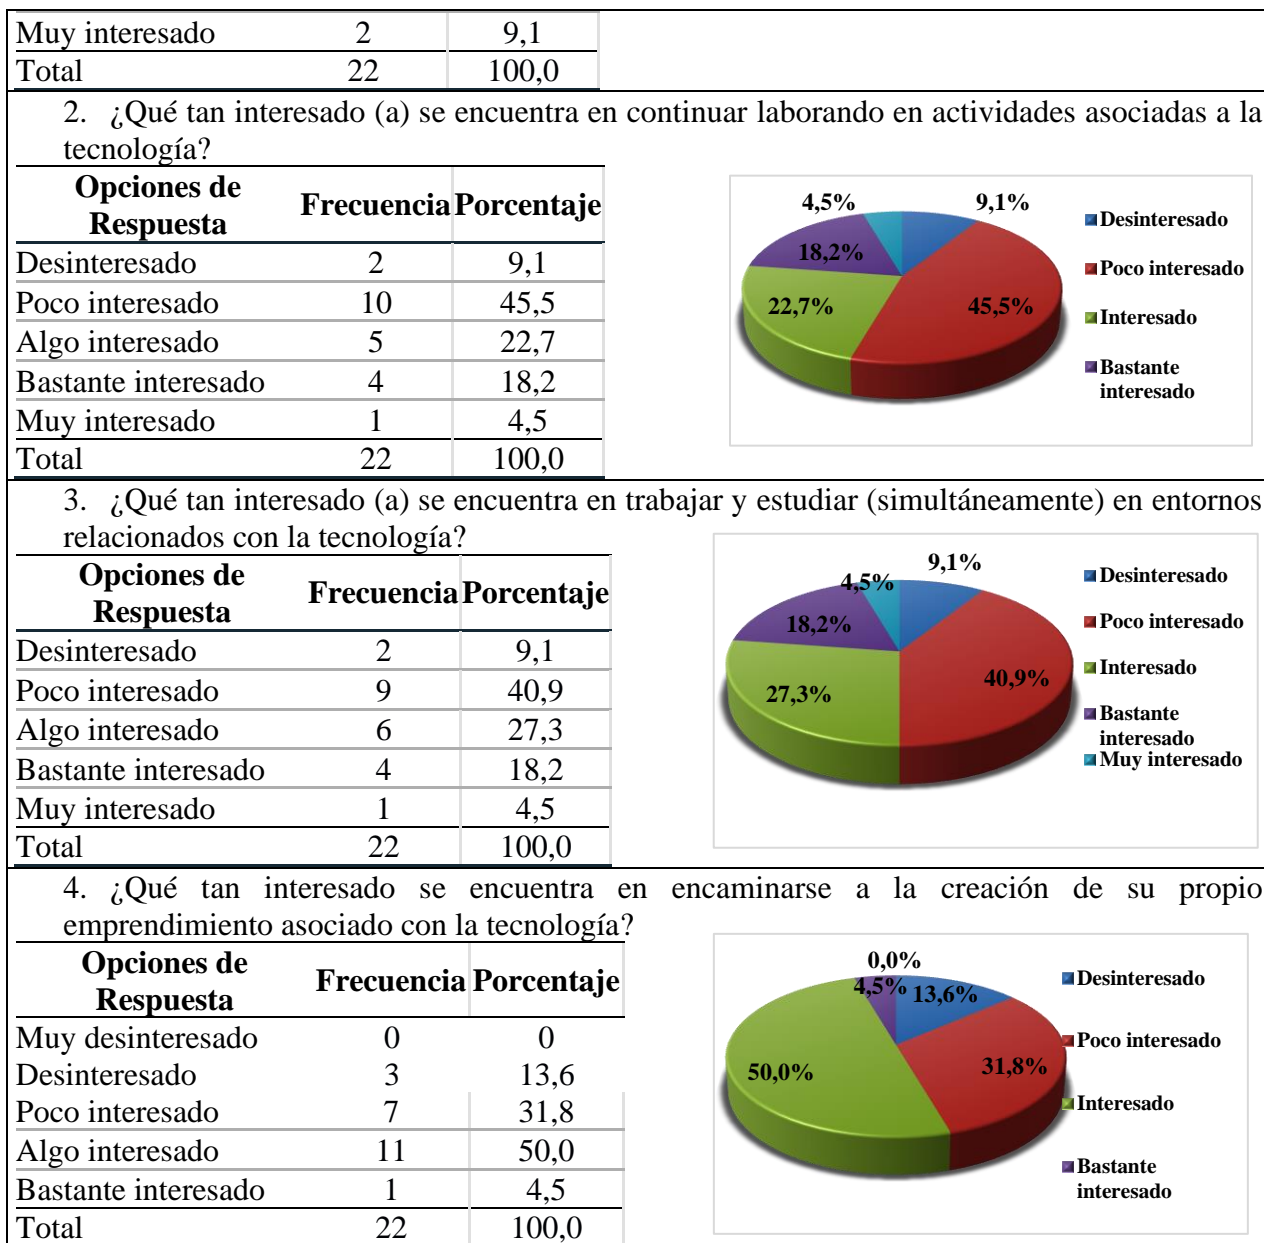 Muy interesado 2 9,1
Total 22 100,0
2. ¿Qué tan interesado (a) se encuentra en continuar laborando en actividades asociadas a la
tecnología?
Opciones de
Respuesta Frecuencia Porcentaje
Desinteresado 2 9,1
Poco interesado 10 45,5
Algo interesado 5 22,7
Bastante interesado 4 18,2
Muy interesado 1 4,5
Total 22 100,0
4,5% 9,1%
18,2%
22,7% 45,5%
Desinteresado
Poco interesado
Interesado
Bastante
interesado
3. ¿Qué tan interesado (a) se encuentra en trabajar y estudiar (simultáneamente) en entornos
relacionados con la tecnología?
Opciones de
Respuesta Frecuencia Porcentaje
Desinteresado 2 9,1
Poco interesado 9 40,9
Algo interesado 6 27,3
Bastante interesado 4 18,2
Muy interesado 1 4,5
Total 22 100,0
9,1%
4,5%
18,2%
40,9%
27,3%
Desinteresado
Poco interesado
Interesado
Bastante
interesado
Muy interesado
4. ¿Qué tan interesado se encuentra en encaminarse a la creación de su propio
emprendimiento asociado con la tecnología?
Opciones de
Respuesta Frecuencia Porcentaje
Muy desinteresado 0 0
Desinteresado 3 13,6
Poco interesado 7 31,8
Algo interesado 11 50,0
Bastante interesado 1 4,5
Total 22 100,0
0,0%
4,5% 13,6%
50,0% 31,8%
Desinteresado
Poco interesado
Interesado
Bastante
interesado